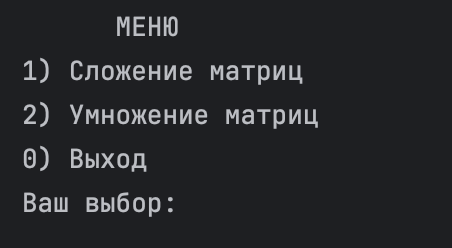 МЕНЮ
1) Сложение матриц
2) Умножение матриц
0) Выход
Ваш выбор: